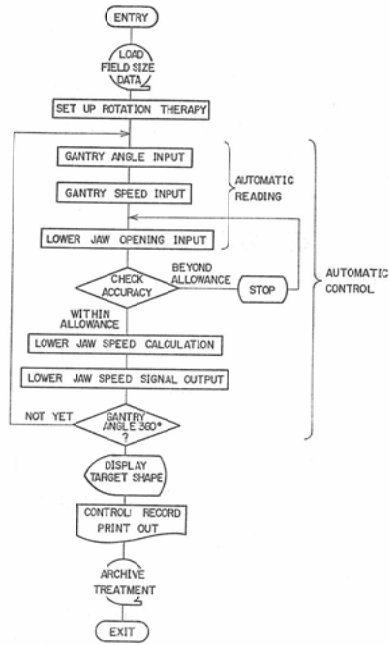 ENTRY
LOAD
FIELD SIZE
DATA
SET UP ROTATION THERAPY
GANTRY ANGLE INPUT
GANTRY SPEED INPUT
AUTOMATIC
READING
LOWER JAW OPENING INPUT
CHECK
ACCURACY
BEYOND
ALLOWANCE
STOP
AUTOMATIC
CONTROL
WITHIN
ALLOWANCE
LOWER JAW SPEED CALCULATION
LOWER JAW SPEED SIGNAL OUTPUT
NOT YET
GANTRY
ANGLE 360°
?
DISPLAY
TARGET SHAPE
CONTROL RECORD
PRINT OUT
ARCHIVE
TREATMENT
EXIT